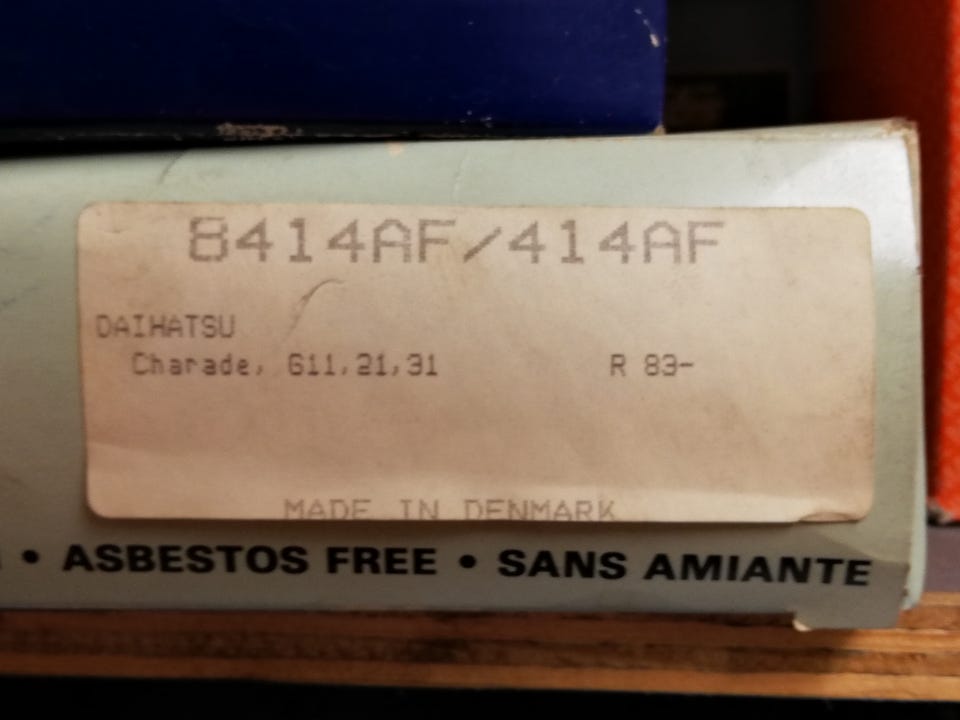 8414AF/414AF
DAIHATSU
Charade, G11,21,31 R 83-
MADE IN DENMARK
• ASBESTOS FREE • SANS AMIANTE